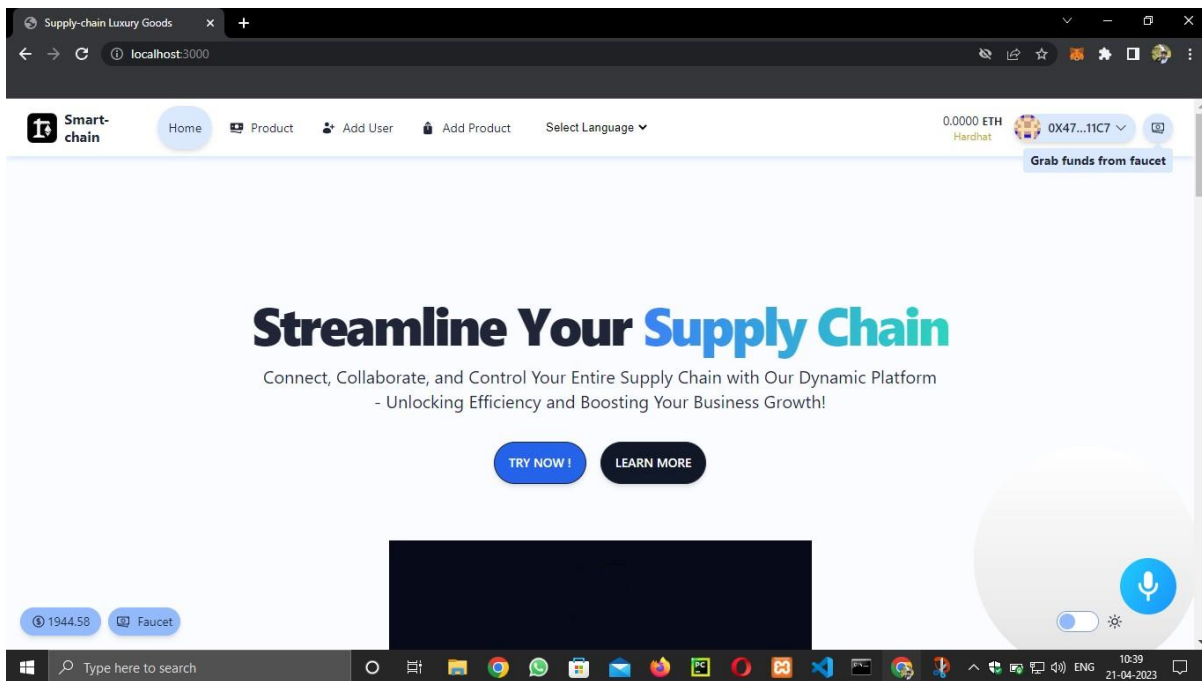 Supply-chain Luxury Goods
localhost:3000
Smart-
chain
Home
Product
Add User
Add Product
Select Language
0.0000 ETH
Hardhat
0X47...11C7
Grab funds from faucet
Streamline Your Supply Chain
Connect, Collaborate, and Control Your Entire Supply Chain with Our Dynamic Platform
- Unlocking Efficiency and Boosting Your Business Growth!
TRY NOW !
LEARN MORE
1944.58
Faucet
Type here to search
PC
ENG
10:39
21-04-2023